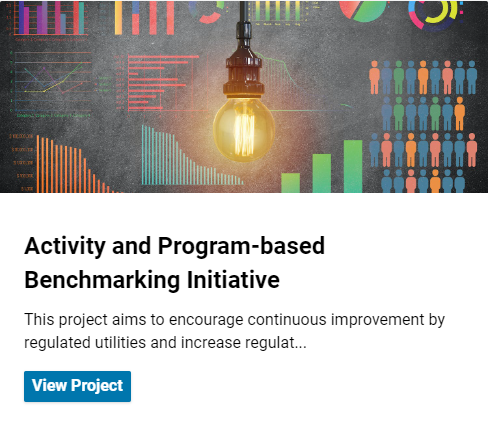 Activity and Program-based
Benchmarking Initiative
This project aims to encourage continuous improvement by
regulated utilities and increase regulat...
View Project